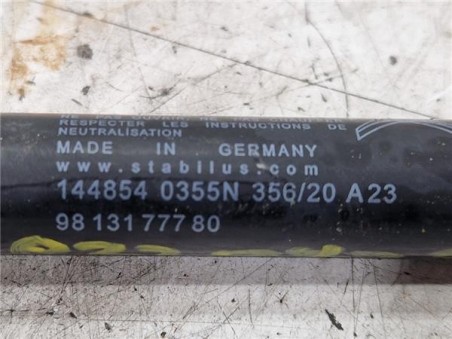 RESPECTER LES INSTRUCTIONS DE
NEUTRALISATION
MADE IN GERMANY
www.stabilus.com
144854 0355N 356/20 A23
98 131 777 80